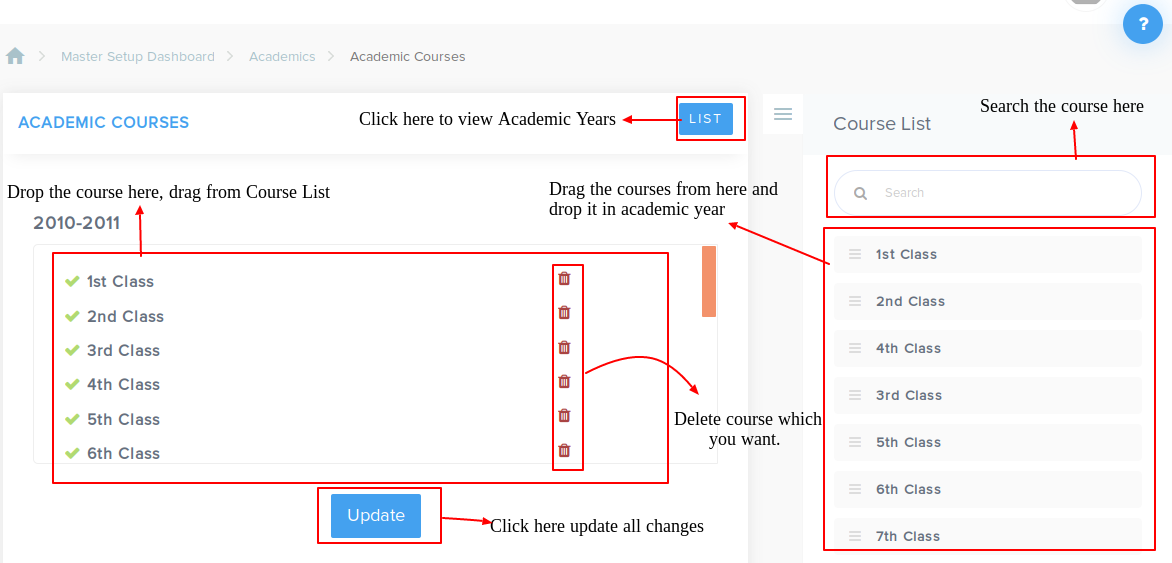 ?
Master Setup Dashboard
Academics
Academic Courses
ACADEMIC COURSES
Click here to view Academic Years
LIST
Drop the course here, drag from Course List
2010-2011
1st Class
2nd Class
3rd Class
4th Class
5th Class
6th Class
Delete course which
you want.
Update
Click here update all changes
Search the course here
Course List
Search
Drag the courses from here and
drop it in academic year
1st Class
2nd Class
4th Class
3rd Class
5th Class
6th Class
7th Class